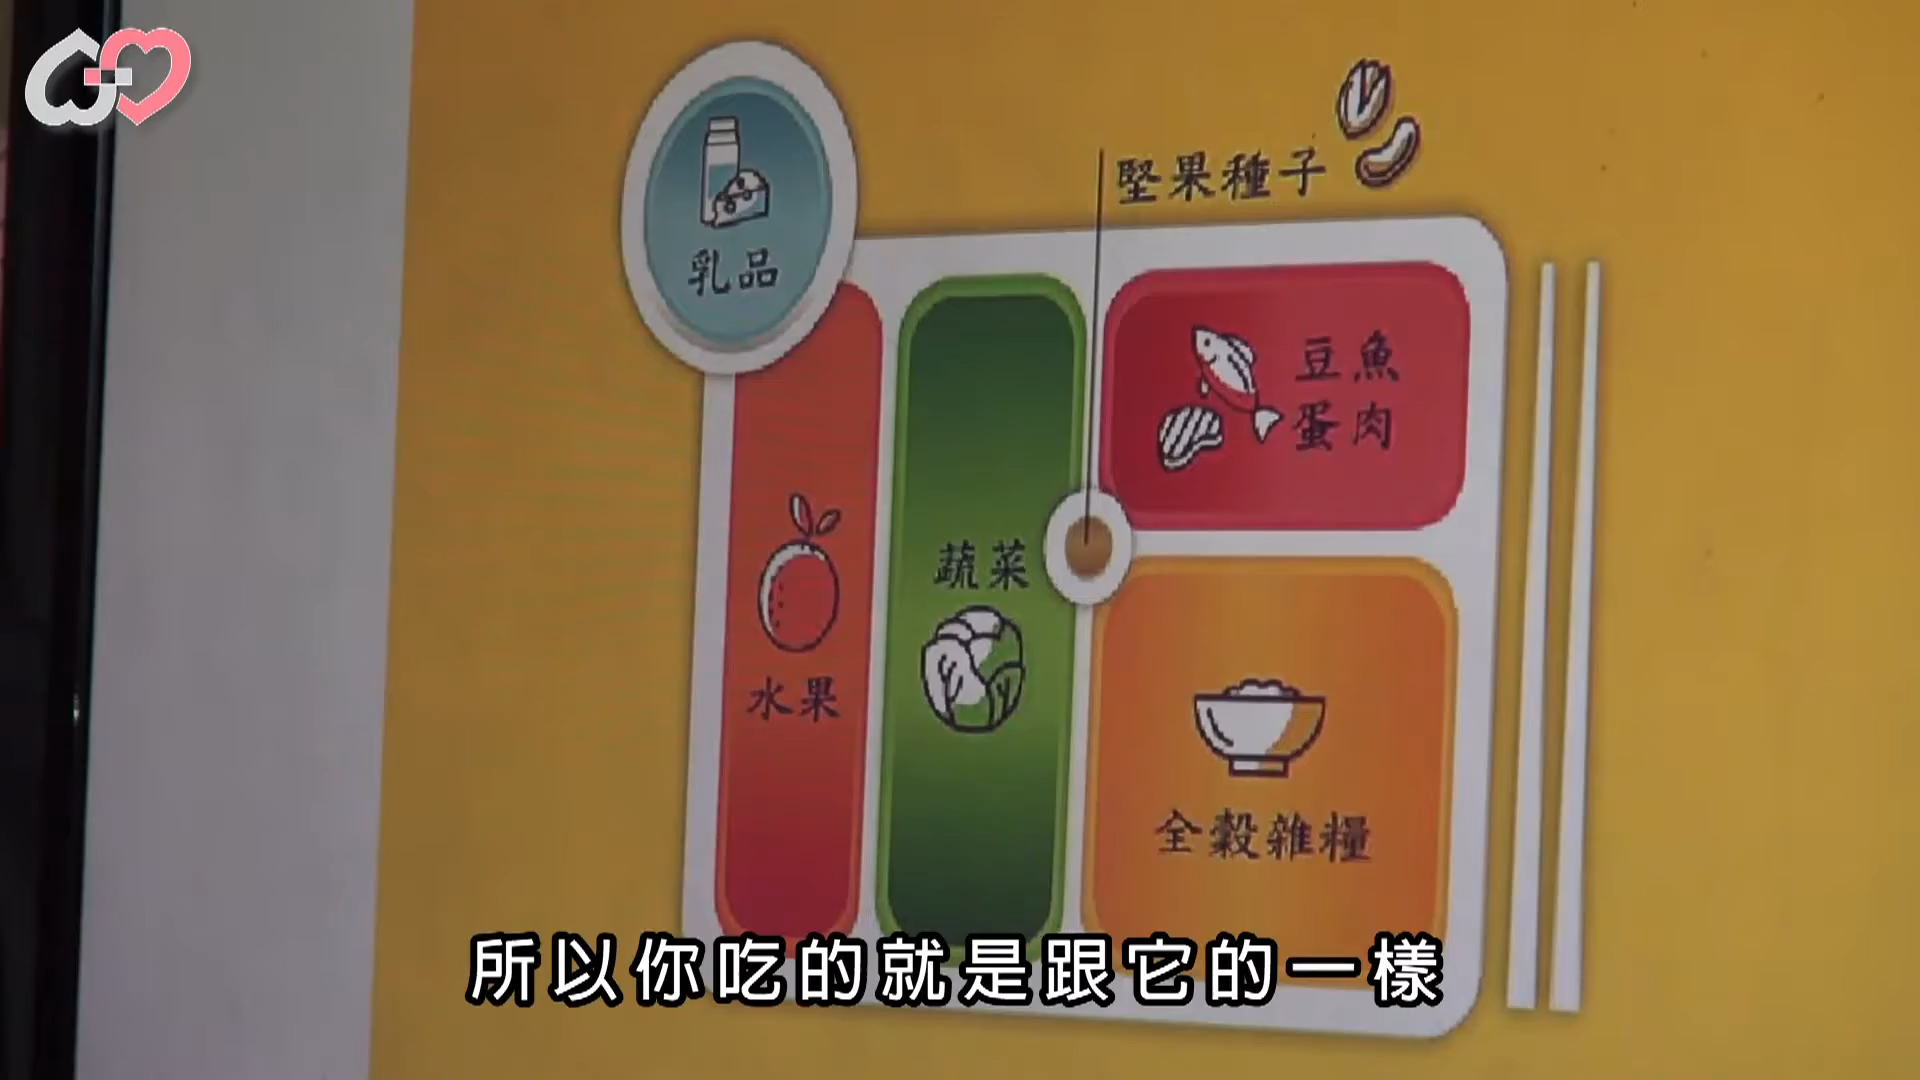 堅果種子
乳品
豆魚
蛋肉
蔬菜
水果
全穀雜糧
所以你吃的就是跟它的一樣